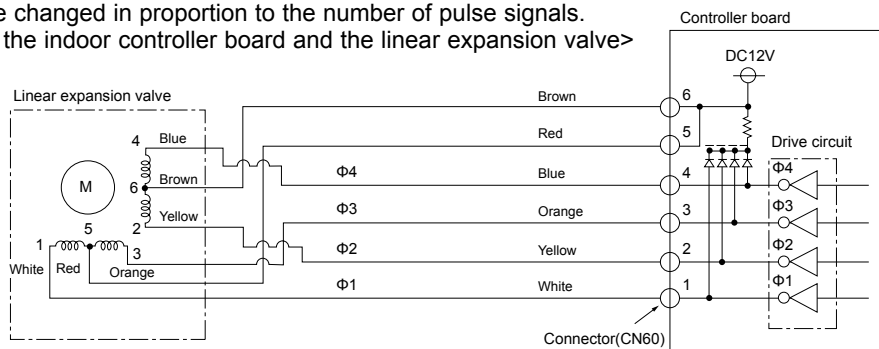 e changed in proportion to the number of pulse signals.
the indoor controller board and the linear expansion valve>
Controller board
DC12V
Linear expansion valve
Brown
6
4
Blue
Red
5
Drive circuit
M
6
Brown
Φ4
Blue
4
Φ4
Yellow
Φ3
Orange
3
Φ3
5
2
1
3
Φ2
Yellow
2
Φ2
White
Red
Orange
Φ1
White
1
Φ1
Connector(CN60)